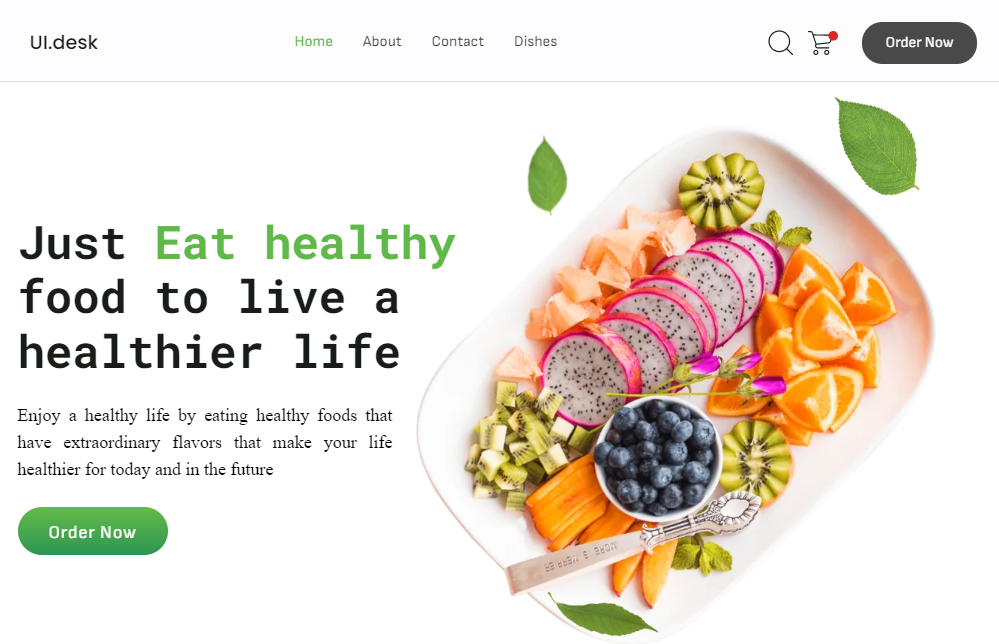 UI.desk
Home About Contact Dishes
Order Now
Just Eat healthy
food to live a
healthier life
Enjoy a healthy life by eating healthy foods that
have extraordinary flavors that make your life
healthier for today and in the future
Order Now